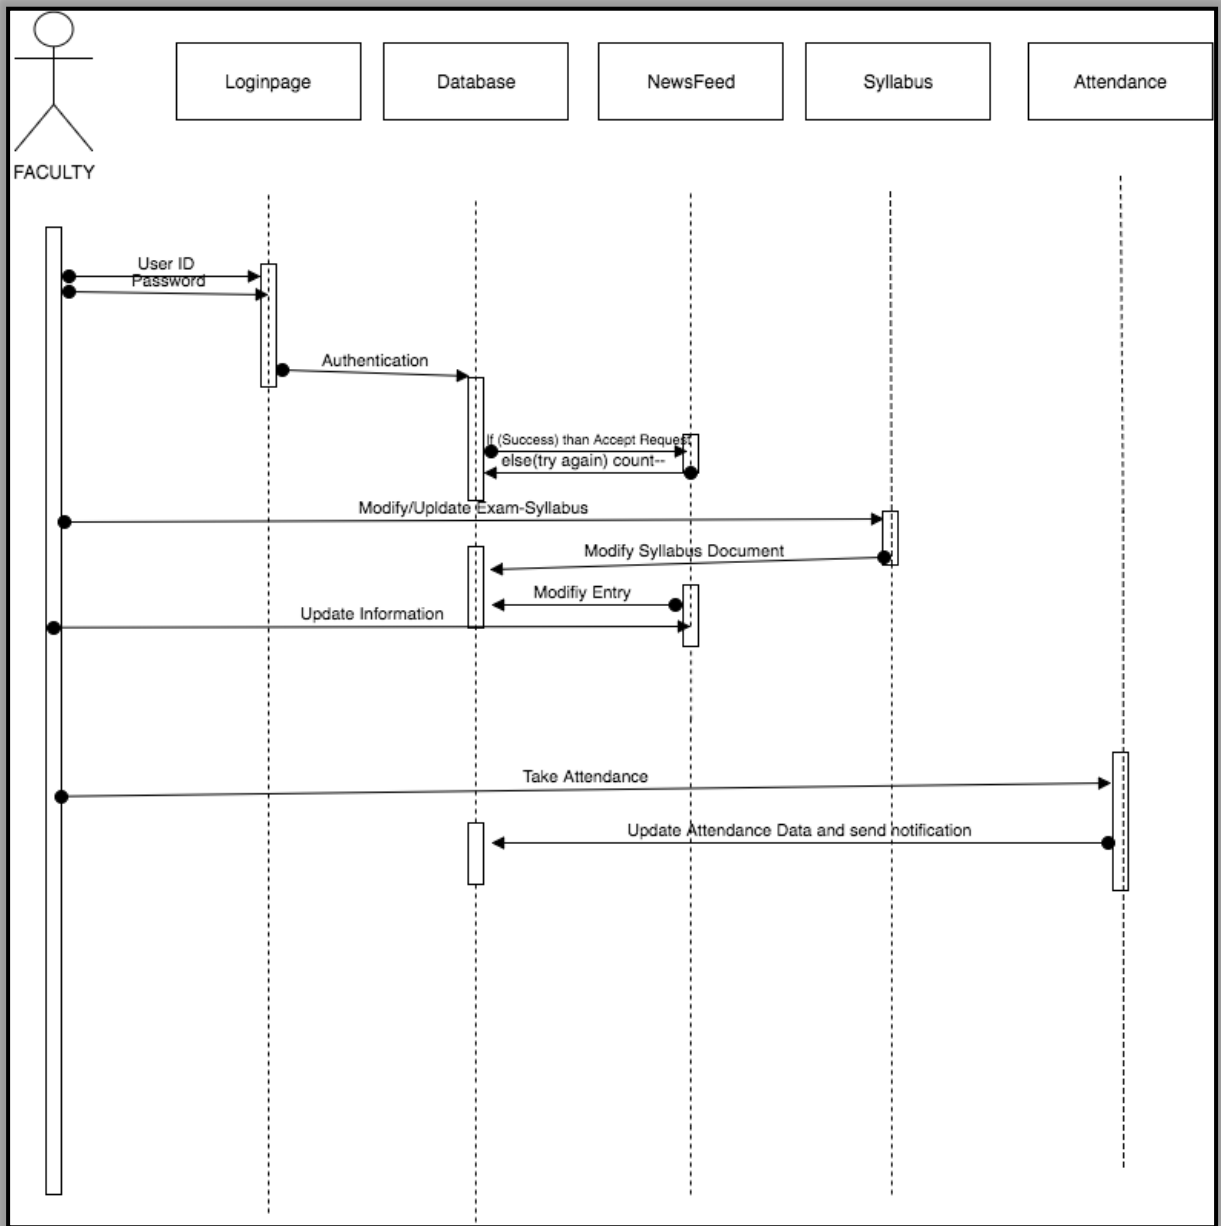 Loginpage
Database
NewsFeed
Syllabus
Attendance
FACULTY
User ID
Password
Authentication
If (Success) than Accept Request
else(try again) count--
Modify/Upldate Exam-Syllabus
Modify Syllabus Document
Modifiy Entry
Update Information
Take Attendance
Update Attendance Data and send notification